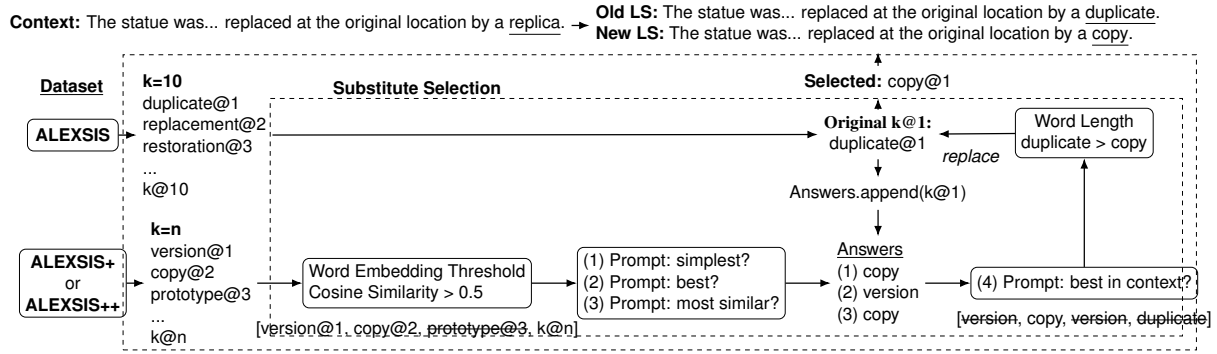 Context: The statue was... replaced at the original location by a replica.
Old LS: The statue was... replaced at the original location by a duplicate.
New LS: The statue was... replaced at the original location by a copy.
Dataset
k=10
duplicate@1
replacement@2
restoration@3
...
k@10
Substitute Selection
Selected: copy@1
ALEXSIS
Original k@1:
duplicate@1
replace
Word Length
duplicate > copy
Answers.append(k@1)
k=n
version@1
copy@2
prototype@3
...
k@n
ALEXSIS+
or
ALEXSIS++
Word Embedding Threshold
Cosine Similarity > 0.5
[version@1, copy@2, prototype@3, k@n]
(1) Prompt: simplest?
(2) Prompt: best?
(3) Prompt: most similar?
Answers
(1) copy
(2) version
(3) copy
(4) Prompt: best in context?
[version, copy, version, duplicate]